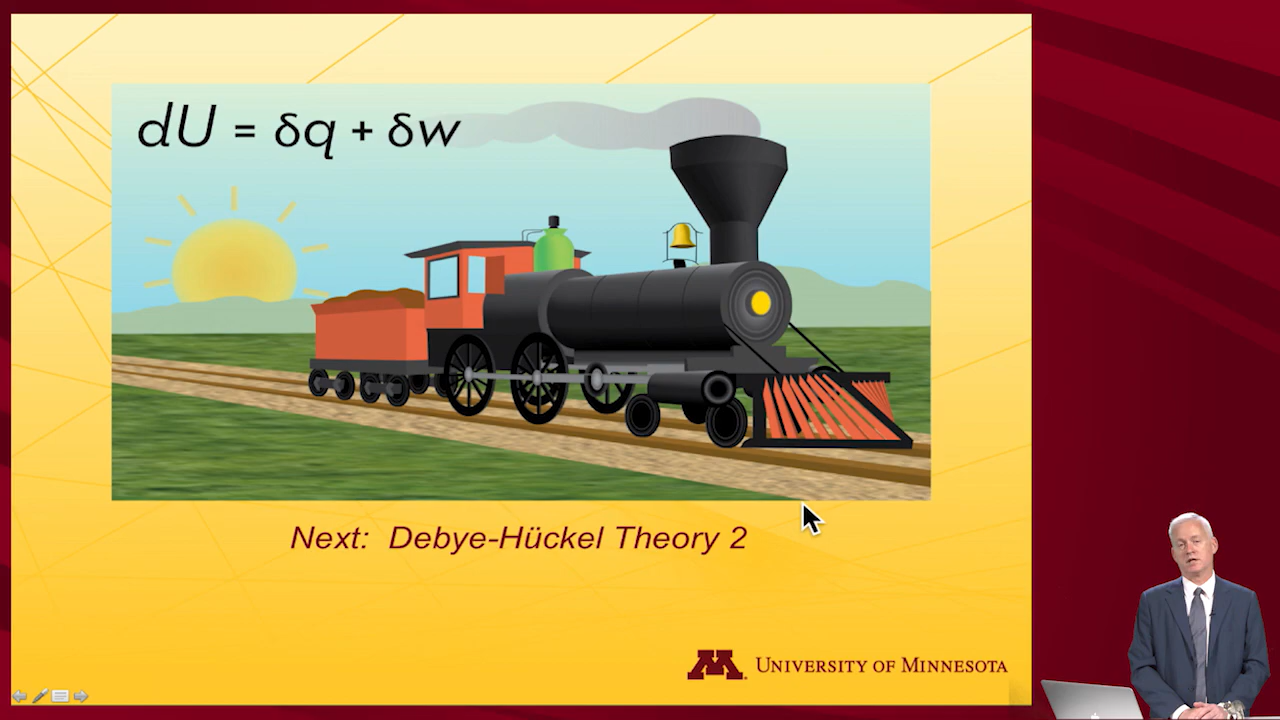 dU = δq + δw
Next: Debye-Hückel Theory 2
M UNIVERSITY OF MINNESOTA